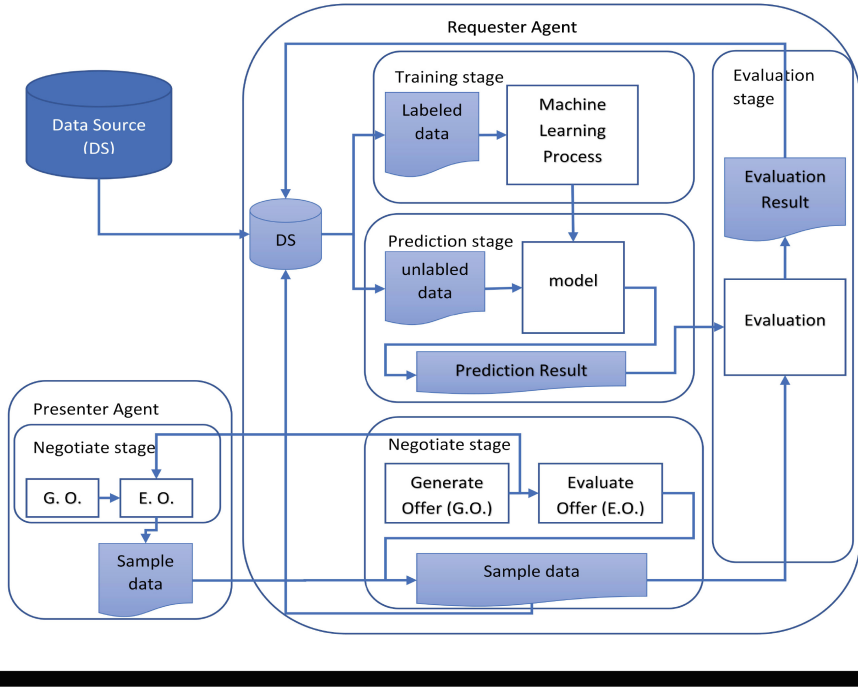 Requester Agent
Training stage
Evaluation
stage
Data Source
(DS)
Labeled
data
Machine
Learning
Process
Evaluation
Result
DS
Prediction stage
unlabled
data
model
Evaluation
Prediction Result
Presenter Agent
Negotiate stage
G. O.
E. O.
Sample
data
Negotiate stage
Generate
Offer (G.O.)
Evaluate
Offer (E.O.)
Sample data